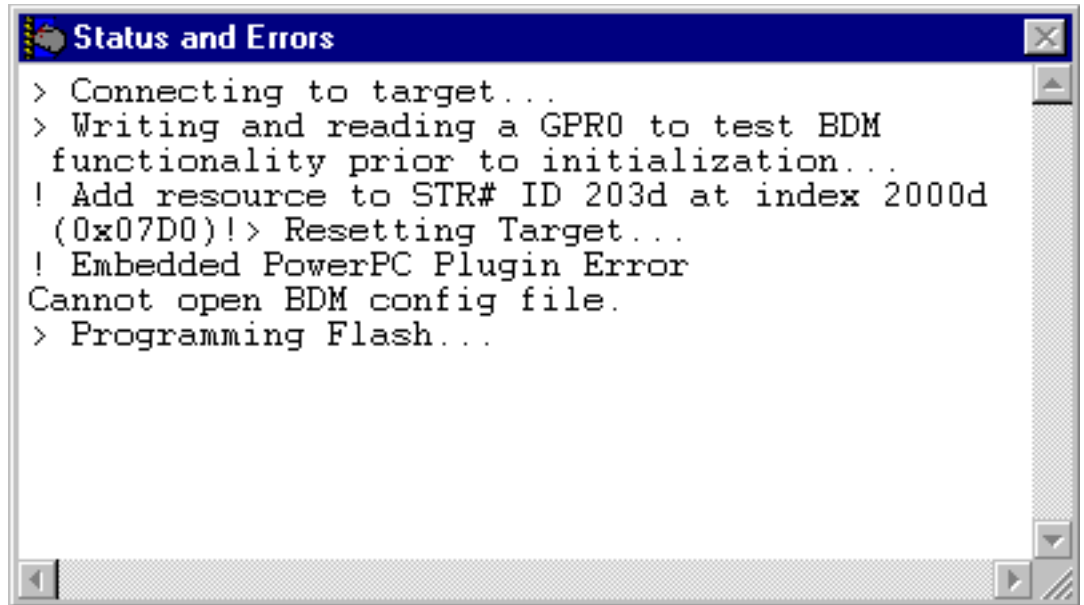 Status and Errors
> Connecting to target...
> Writing and reading a GPR0 to test BDM
functionality prior to initialization...
! Add resource to STR# ID 203d at index 2000d
(0x07D0)!> Resetting Target...
! Embedded PowerPC Plugin Error
Cannot open BDM config file.
> Programming Flash...